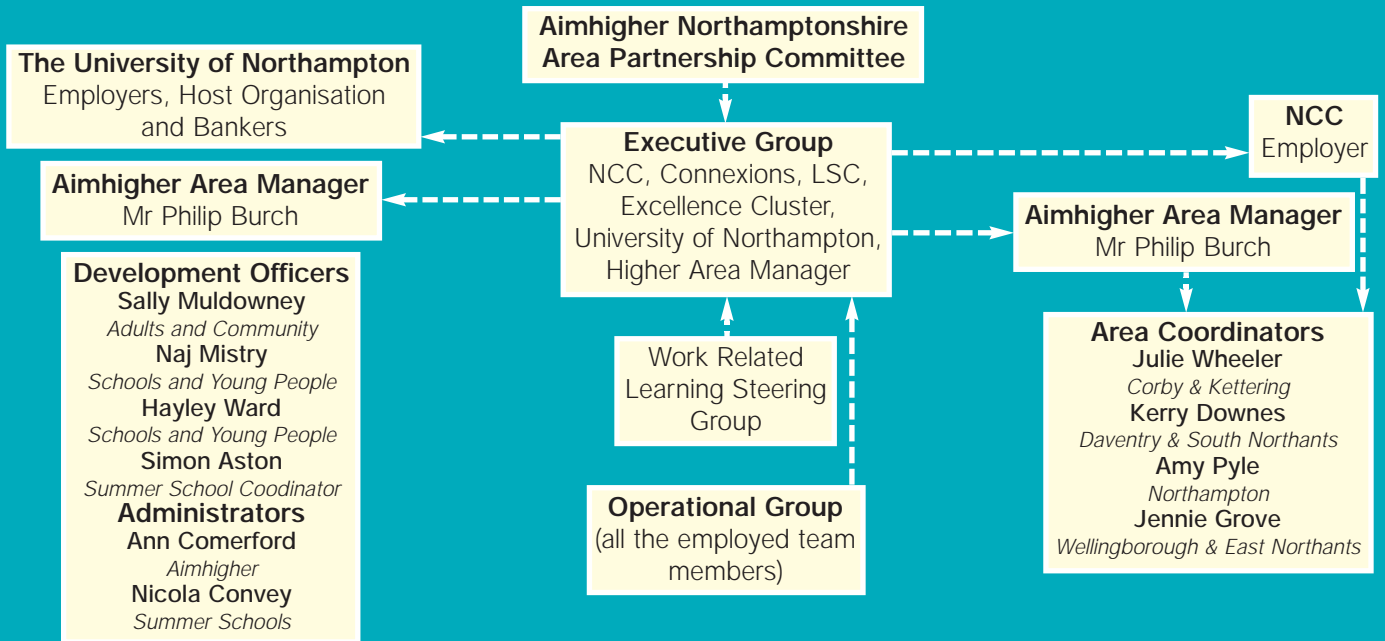 Aimhigher Northamptonshire
Area Partnership Committee
The University of Northampton
Employers, Host Organisation
and Bankers
Executive Group
NCC, Connexions, LSC,
Excellence Cluster,
University of Northampton,
Higher Area Manager
NCC
Employer
Aimhigher Area Manager
Mr Philip Burch
Aimhigher Area Manager
Mr Philip Burch
Development Officers
Sally Muldowney
Adults and Community
Naj Mistry
Schools and Young People
Hayley Ward
Schools and Young People
Simon Aston
Summer School Coodinator
Administrators
Ann Comerford
Aimhigher
Nicola Convey
Summer Schools
Work Related
Learning Steering
Group
Operational Group
(all the employed team
members)
Area Coordinators
Julie Wheeler
Corby & Kettering
Kerry Downes
Daventry & South Northants
Amy Pyle
Northampton
Jennie Grove
Wellingborough & East Northants